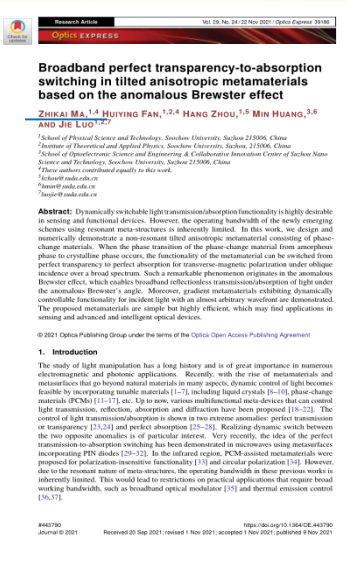 Check for
updates
Research Article
Vol. 29, No. 24 / 22 Nov 2021 / Optics Express 39186
Optics EXPRESS
Broadband perfect transparency-to-absorption
switching in tilted anisotropic metamaterials
based on the anomalous Brewster effect
ZHIKAI MA,1,4 HUIYING FAN,1,2,4 HANG ZHOU,1,5 MIN HUANG,3,6
AND JIE LUO1,2,7
1School of Physical Science and Technology, Soochow University, Suzhou 215006, China
2Institute of Theoretical and Applied Physics, Soochow University, Suzhou, 215006, China
3School of Optoelectronic Science and Engineering & Collaborative Innovation Center of Suzhou Nano
Science and Technology, Soochow University, Suzhou 215006, China
4These authors contributed equally to this work.
5hzhou@suda.edu.cn
6hmin@suda.edu.cn
7luojie@suda.edu.cn
Abstract: Dynamically switchable light transmission/absorption functionality is highly desirable
in sensing and functional devices. However, the operating bandwidth of the newly emerging
schemes using resonant meta-structures is inherently limited. In this work, we design and
numerically demonstrate a non-resonant tilted anisotropic metamaterial consisting of phase-
change materials. When the phase transition of the phase-change material from amorphous
phase to crystalline phase occurs, the functionality of the metamaterial can be switched from
perfect transparency to perfect absorption for transverse-magnetic polarization under oblique
incidence over a broad spectrum. Such a remarkable phenomenon originates in the anomalous
Brewster effect, which enables broadband reflectionless transmission/absorption of light under
the anomalous Brewster's angle. Moreover, gradient metamaterials exhibiting dynamically
controllable functionality for incident light with an almost arbitrary wavefront are demonstrated.
The proposed metamaterials are simple but highly efficient, which may find applications in
sensing and advanced and intelligent optical devices.
© 2021 Optica Publishing Group under the terms of the Optica Open Access Publishing Agreement
1. Introduction
The study of light manipulation has a long history and is of great importance in numerous
electromagnetic and photonic applications. Recently, with the rise of metamaterials and
metasurfaces that go beyond natural materials in many aspects, dynamic control of light becomes
feasible by incorporating tunable materials [1–7], including liquid crystals [8–10], phase-change
materials (PCMs) [11–17], etc. Up to now, various multifunctional meta-devices that can control
light transmission, reflection, absorption and diffraction have been proposed [18–22]. The
control of light transmission/absorption is shown in two extreme anomalies: perfect transmission
or transparency [23,24] and perfect absorption [25–28]. Realizing dynamic switch between
the two opposite anomalies is of particular interest. Very recently, the idea of the perfect
transmission-to-absorption switching has been demonstrated in microwaves using metasurfaces
incorporating PIN diodes [29–32]. In the infrared region, PCM-assisted metamaterials were
proposed for polarization-insensitive functionality [33] and circular polarization [34]. However,
due to the resonant nature of meta-structures, the operating bandwidth in these previous works is
inherently limited. This would lead to restrictions on practical applications that require broad
working bandwidth, such as broadband optical modulator [35] and thermal emission control
[36,37].
#443790
https://doi.org/10.1364/OE.443790
Journal © 2021
Received 20 Sep 2021; revised 1 Nov 2021; accepted 1 Nov 2021; published 9 Nov 2021